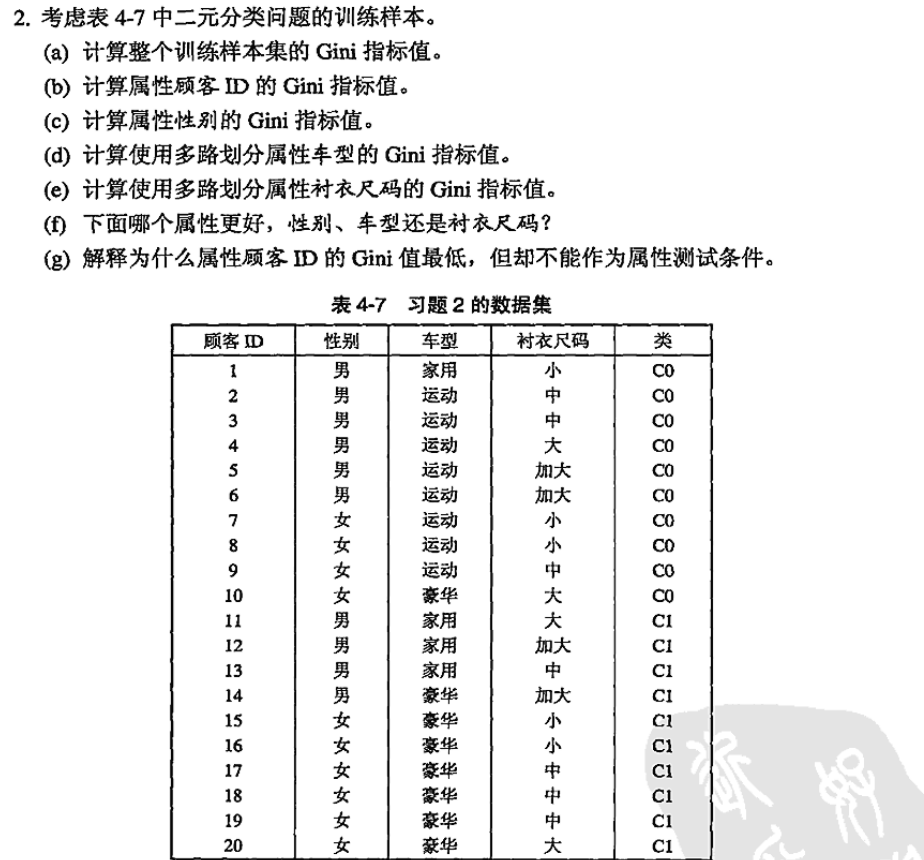 2. 考虑表 4-7 中二元分类问题的训练样本。
(a) 计算整个训练样本集的 Gini 指标值。
(b) 计算属性顾客 ID 的 Gini 指标值。
(c) 计算属性性别的 Gini 指标值。
(d) 计算使用多路划分属性车型的 Gini 指标值。
(e) 计算使用多路划分属性衬衣尺码的 Gini 指标值。
(f) 下面哪个属性更好，性别、车型还是衬衣尺码？
(g) 解释为什么属性顾客 ID 的 Gini 值最低，但却不能作为属性测试条件。
表 4-7 习题 2 的数据集
顾客 ID 性别 车型 衬衣尺码 类
1 男 家用 小 C0
2 男 运动 中 C0
3 男 运动 中 C0
4 男 运动 大 C0
5 男 运动 加大 C0
6 男 运动 加大 C0
7 女 运动 小 C0
8 女 运动 小 C0
9 女 运动 中 C0
10 女 豪华 大 C0
11 男 家用 大 C1
12 男 家用 加大 C1
13 男 家用 中 C1
14 男 豪华 加大 C1
15 女 豪华 小 C1
16 女 豪华 小 C1
17 女 豪华 中 C1
18 女 豪华 中 C1
19 女 豪华 中 C1
20 女 豪华 大 C1